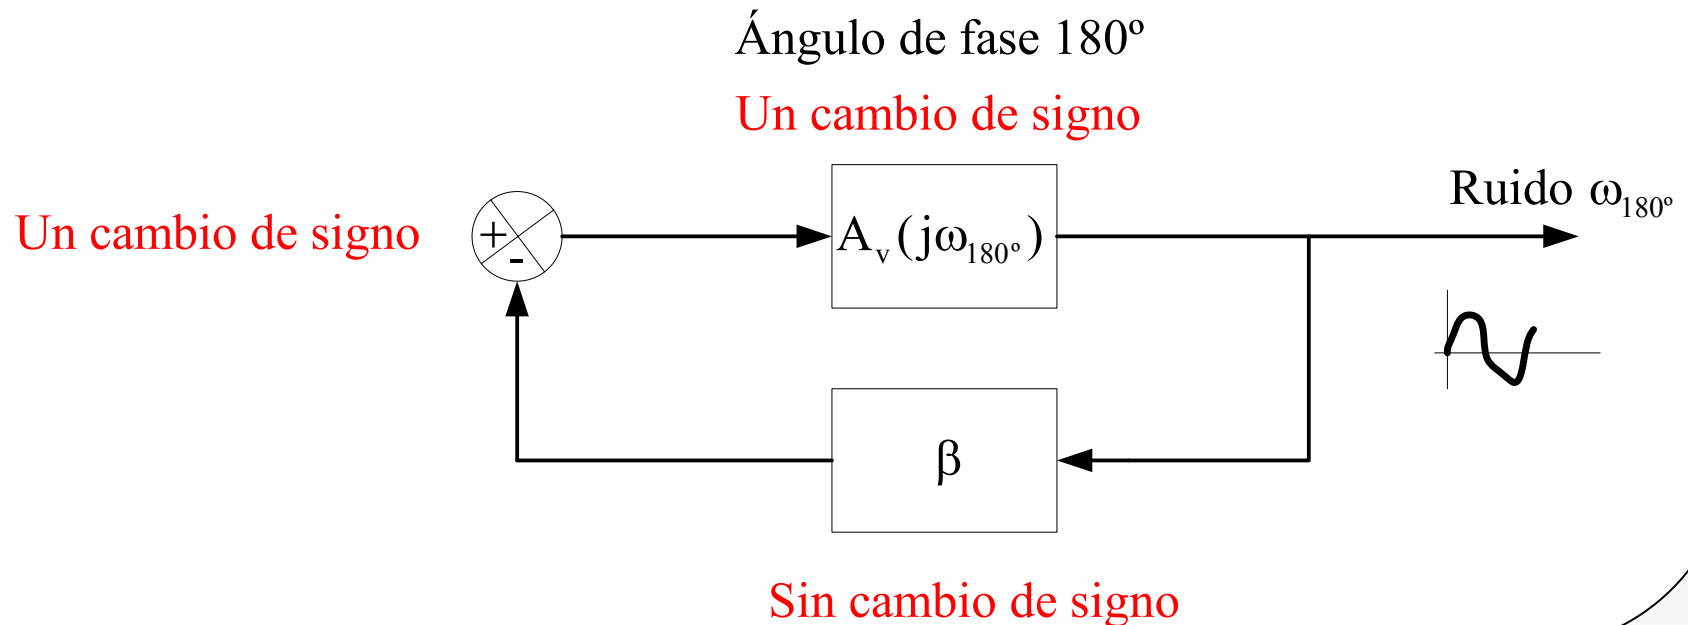 Ángulo de fase 180º
Un cambio de signo
Ruido ω180º
Un cambio de signo
+
-
Av(jω180º)
β
Sin cambio de signo